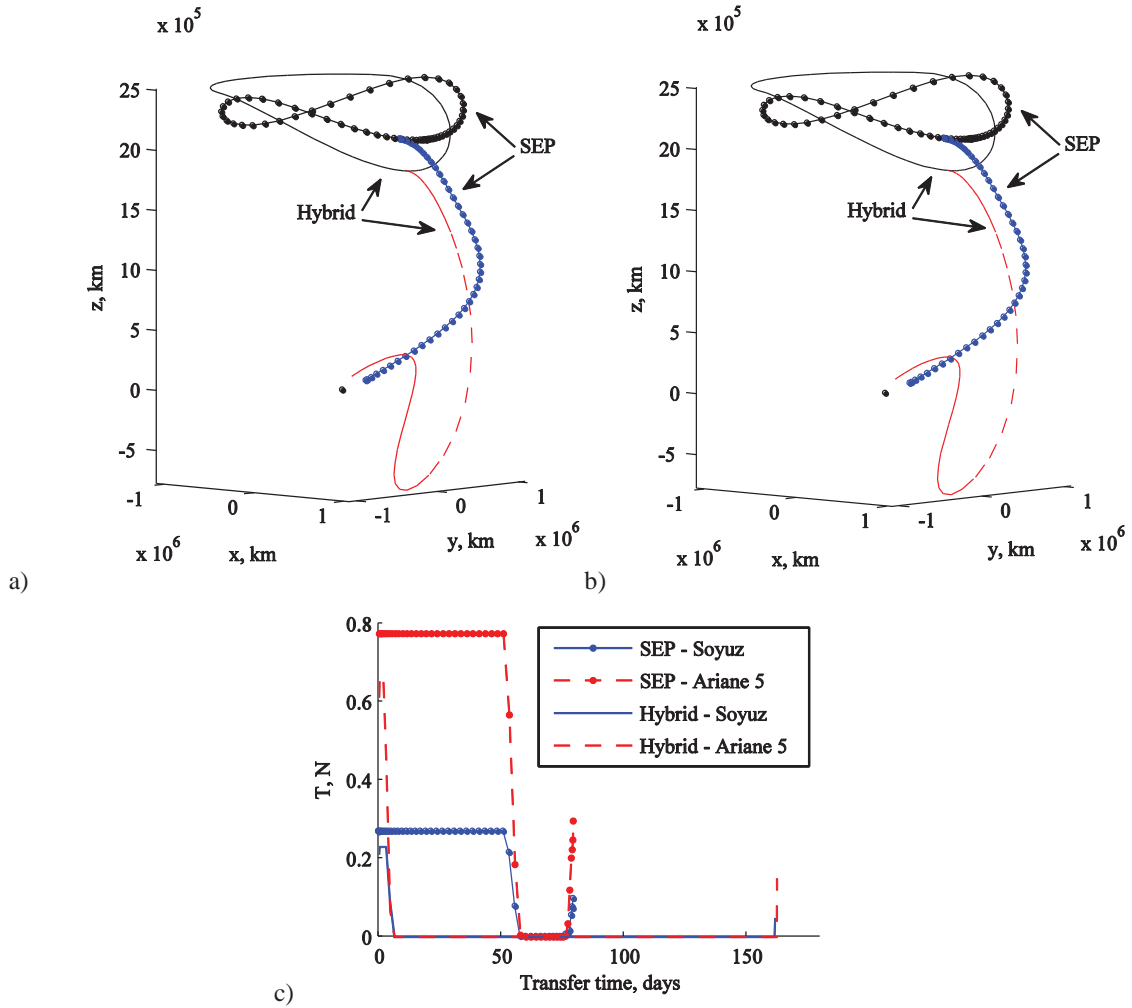 x 10^5
25
20
15
10
5
0
-5
z, km
SEP
Hybrid
-1
0
1
-1
0
1
x 10^6
x, km
y, km
x 10^6
a)
x 10^5
25
20
15
10
5
0
-5
z, km
SEP
Hybrid
-1
0
1
-1
0
1
x 10^6
x, km
y, km
x 10^6
b)
0.8
0.6
0.4
0.2
0
T, N
SEP - Soyuz
SEP - Ariane 5
Hybrid - Soyuz
Hybrid - Ariane 5
0
50
100
150
Transfer time, days
c)